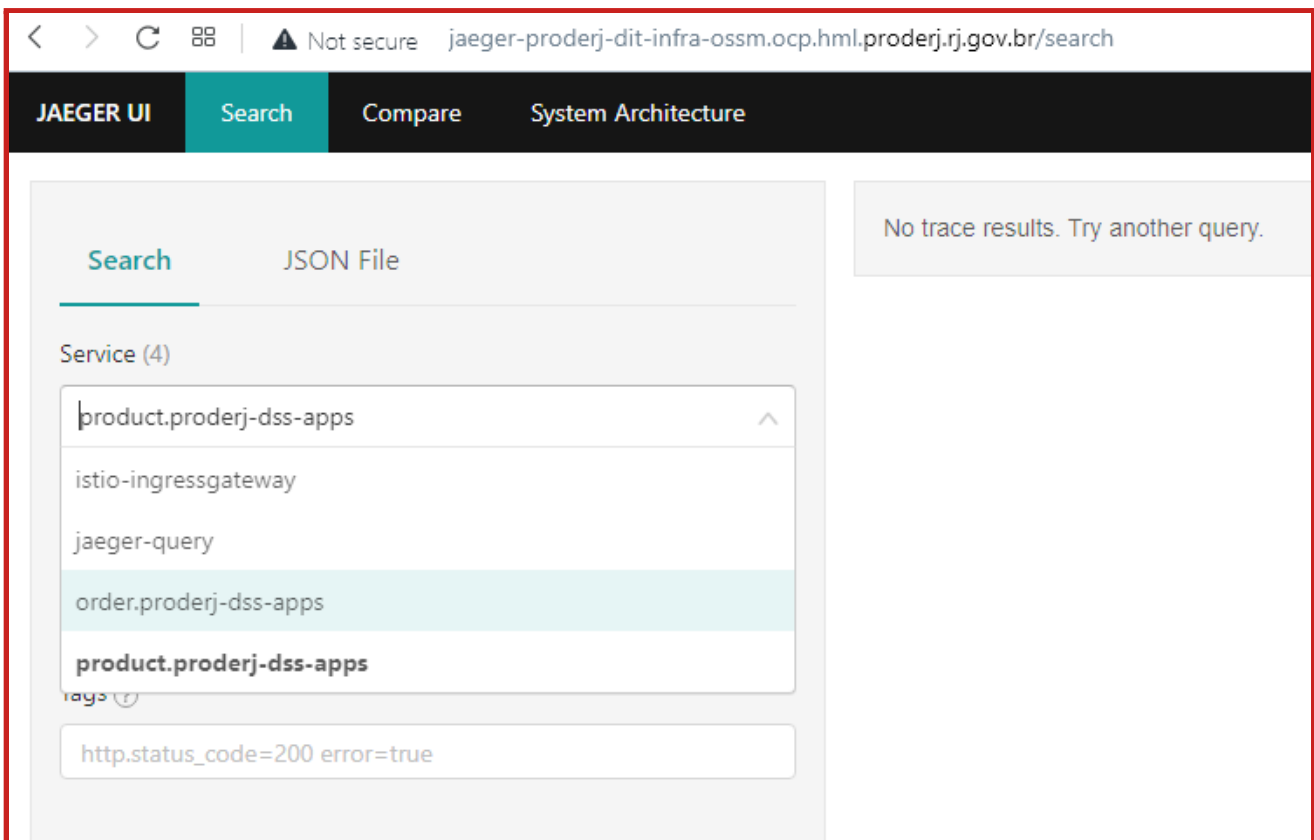 Not secure jaeger-proderj-dit-infra-ossm.ocp.hml.proderj.rj.gov.br/search
JAEGER UI Search Compare System Architecture
Search JSON File
No trace results. Try another query.
Service (4)
product.proderj-dss-apps
istio-ingressgateway
jaeger-query
order.proderj-dss-apps
product.proderj-dss-apps
Tags ?
http.status_code=200 error=true